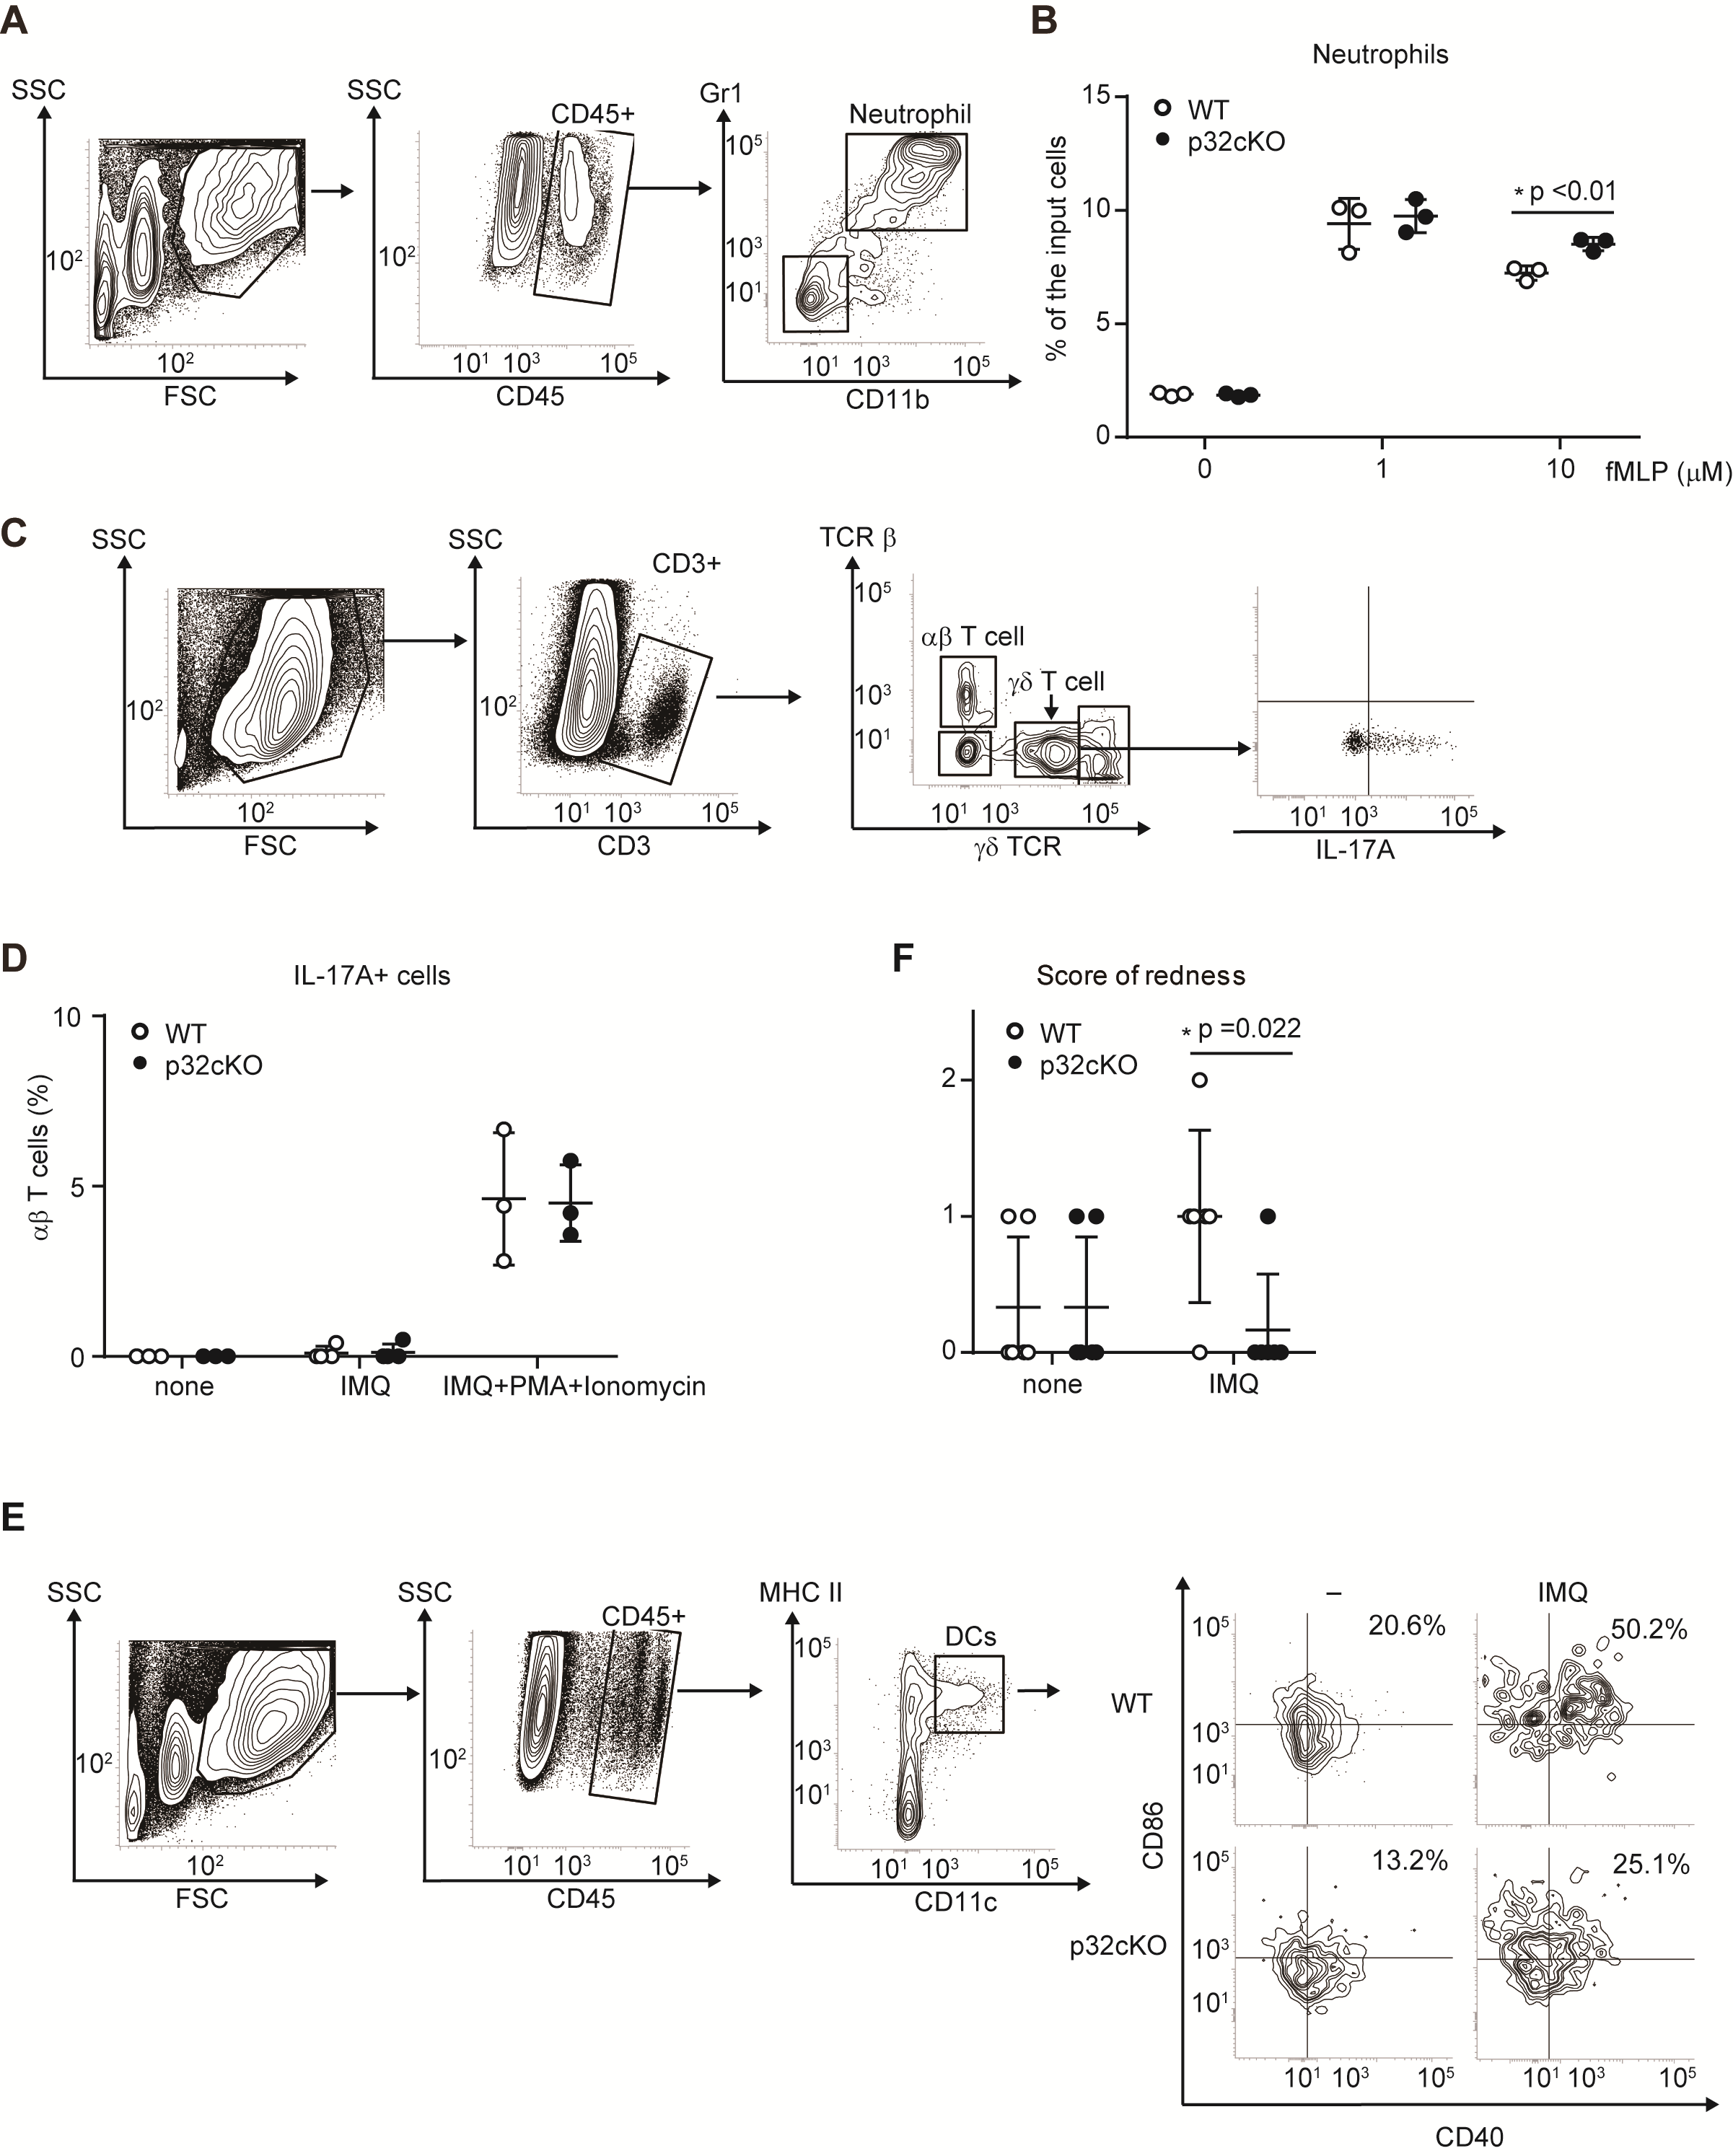 A
SSC
10²
10²
FSC
SSC
CD45+
10²
10¹ 10³ 10⁵
CD45
Gr1
Neutrophil
10⁵
10³
10¹
10¹ 10³ 10⁵
CD11b
B
Neutrophils
15
10
5
0
% of the input cells
WT
p32cKO
* p <0.01
0 1 10 fMLP (μM)
C
SSC
10²
10²
FSC
SSC
CD3+
10²
10¹ 10³ 10⁵
CD3
TCR β
10⁵
10³
10¹
αβ T cell
γδ T cell
10¹ 10³ 10⁵
γδ TCR
10¹ 10³ 10⁵
IL-17A
D
IL-17A+ cells
10
5
0
αβ T cells (%)
WT
p32cKO
none IMQ IMQ+PMA+Ionomycin
F
Score of redness
WT
p32cKO
* p =0.022
2
1
0
none IMQ
E
SSC
10²
10²
FSC
SSC
CD45+
10²
10¹ 10³ 10⁵
CD45
MHC II
DCs
10⁵
10³
10¹
10¹ 10³ 10⁵
CD11c
– IMQ
WT
10⁵
10³
10¹
20.6% 50.2%
CD86
p32cKO
10⁵
10³
10¹
13.2% 25.1%
10¹ 10³ 10⁵ 10¹ 10³ 10⁵
CD40